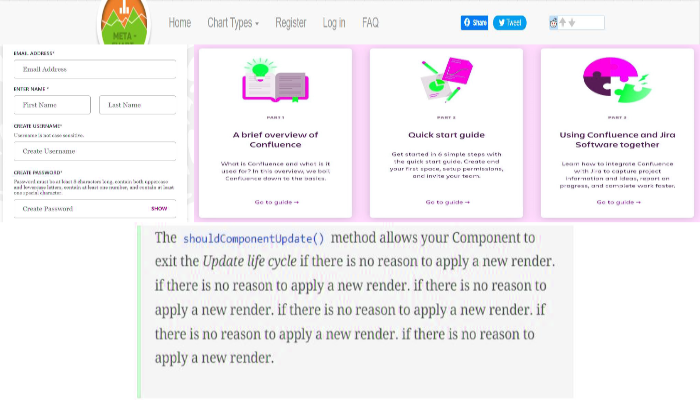 Home Chart Types Register Log in FAQ Share Tweet
META -
EMAIL ADDRESS*
Email Address
ENTER NAME *
First Name Last Name
CREATE USERNAME*
Username is not case sensitive.
Create Username
CREATE PASSWORD*
Password must be at least 8 characters long, contain both uppercase
and lowercase letters, contain at least one number, and contain at least
one special character.
Create Password SHOW
PART 1
A brief overview of
Confluence
What is Confluence and what is it
used for? In this overview, we boil
Confluence down to the basics.
Go to guide →
PART 2
Quick start guide
Get started in 6 simple steps with
the quick start guide. Create and
your first space, setup permissions,
and invite your team.
Go to guide →
PART 3
Using Confluence and Jira
Software together
Learn how to integrate Confluence
with Jira to capture project
information and ideas, report on
progress, and complete work faster.
Go to guide →
The shouldComponentUpdate() method allows your Component to
exit the Update life cycle if there is no reason to apply a new render.
if there is no reason to apply a new render. if there is no reason to
apply a new render. if there is no reason to apply a new render. if
there is no reason to apply a new render. if there is no reason to
apply a new render.